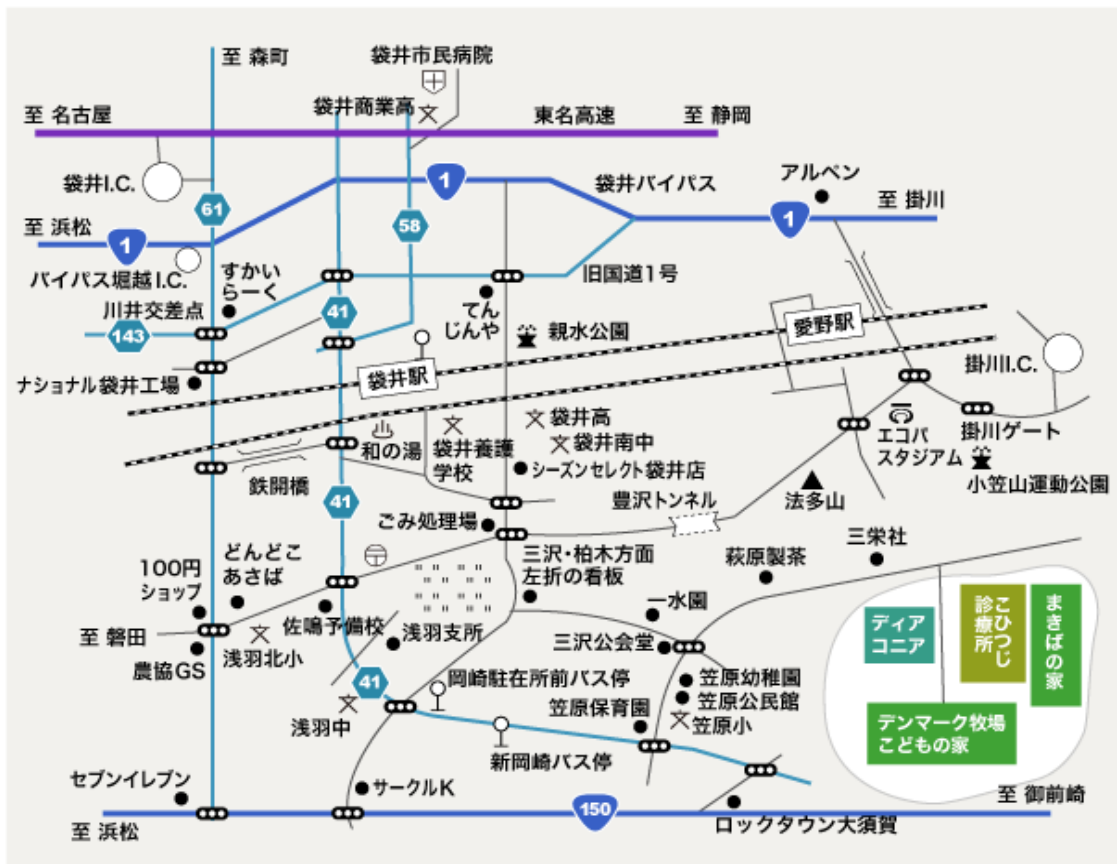 至 森町
袋井市民病院
至 名古屋
袋井商業高
東名高速
至 静岡
袋井I.C.
アルペン
61
1
袋井バイパス
至 掛川
至 浜松
1
58
1
バイパス堀越I.C.
すかい
らーく
旧国道1号
川井交差点
143
41
てん
じんや
親水公園
愛野駅
掛川I.C.
ナショナル袋井工場
袋井駅
和の湯
袋井養護
学校
袋井高
袋井南中
シーズンセレクト袋井店
エコパ
スタジアム
掛川ゲート
小笠山運動公園
鉄開橋
41
豊沢トンネル
法多山
ごみ処理場
100円
ショップ
どんどこ
あさば
三沢・柏木方面
左折の看板
萩原製茶
三栄社
至 磐田
農協GS
浅羽北小
佐鳴予備校
浅羽支所
一水園
三沢公会堂
ディア
コニア
こひつじ
診療所
まきばの家
41
岡崎駐在所前バス停
笠原幼稚園
笠原公民館
笠原小
浅羽中
笠原保育園
新岡崎バス停
デンマーク牧場
こどもの家
セブンイレブン
サークルK
至 浜松
150
ロックタウン大須賀
至 御前崎